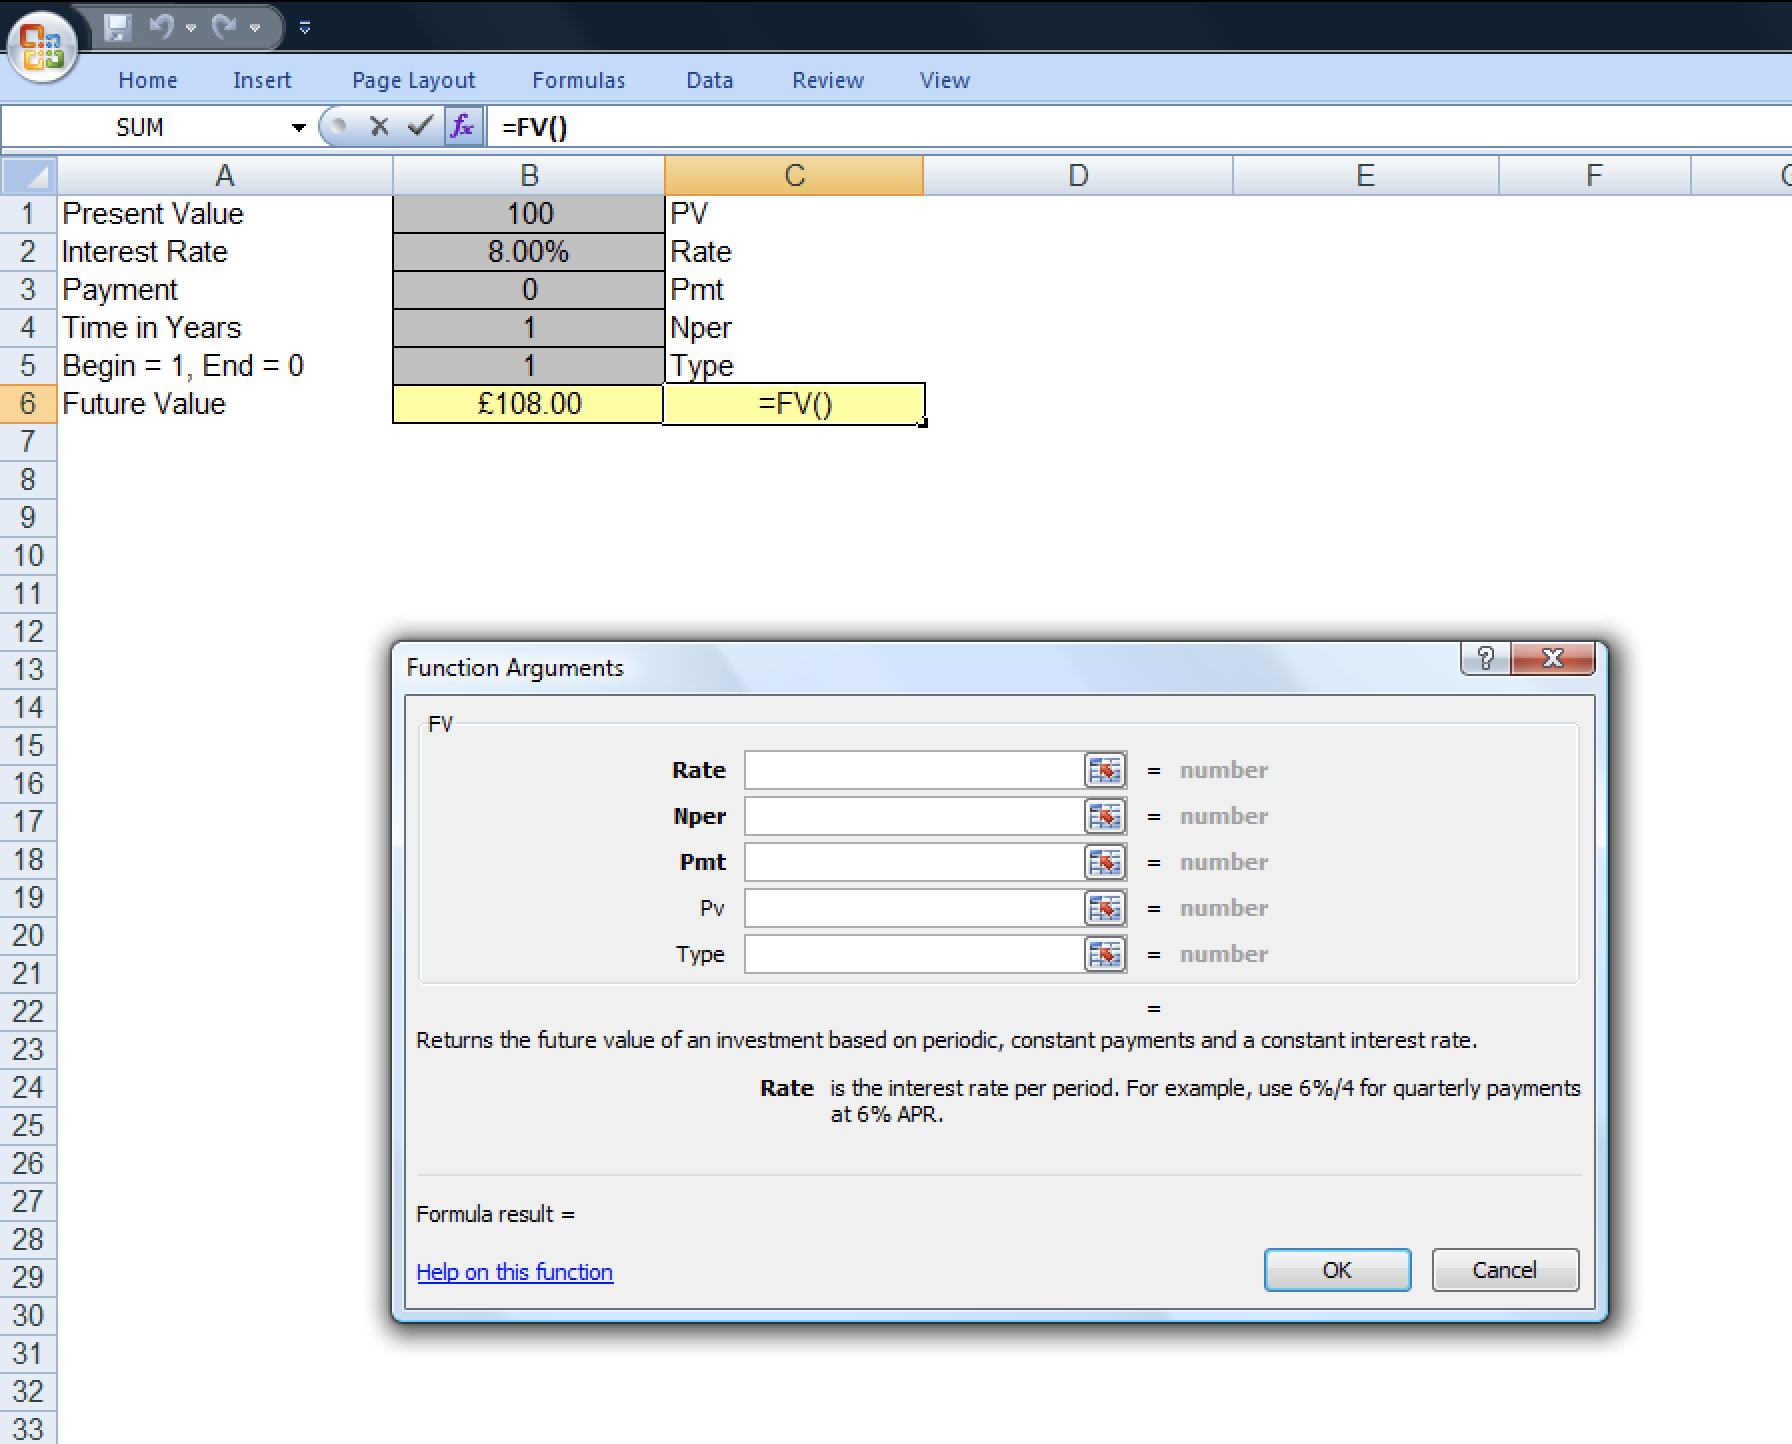 Home Insert Page Layout Formulas Data Review View
SUM fx =FV()
A B C D E F
1 Present Value 100 PV
2 Interest Rate 8.00% Rate
3 Payment 0 Pmt
4 Time in Years 1 Nper
5 Begin = 1, End = 0 1 Type
6 Future Value £108.00 =FV()
7
8
9
10
11
12
13
14
15
16
17
18
19
20
21
22
23
24
25
26
27
28
29
30
31
32
33
Function Arguments ? X
FV
Rate = number
Nper = number
Pmt = number
Pv = number
Type = number
=
Returns the future value of an investment based on periodic, constant payments and a constant interest rate.
Rate is the interest rate per period. For example, use 6%/4 for quarterly payments
at 6% APR.
Formula result =
Help on this function OK Cancel